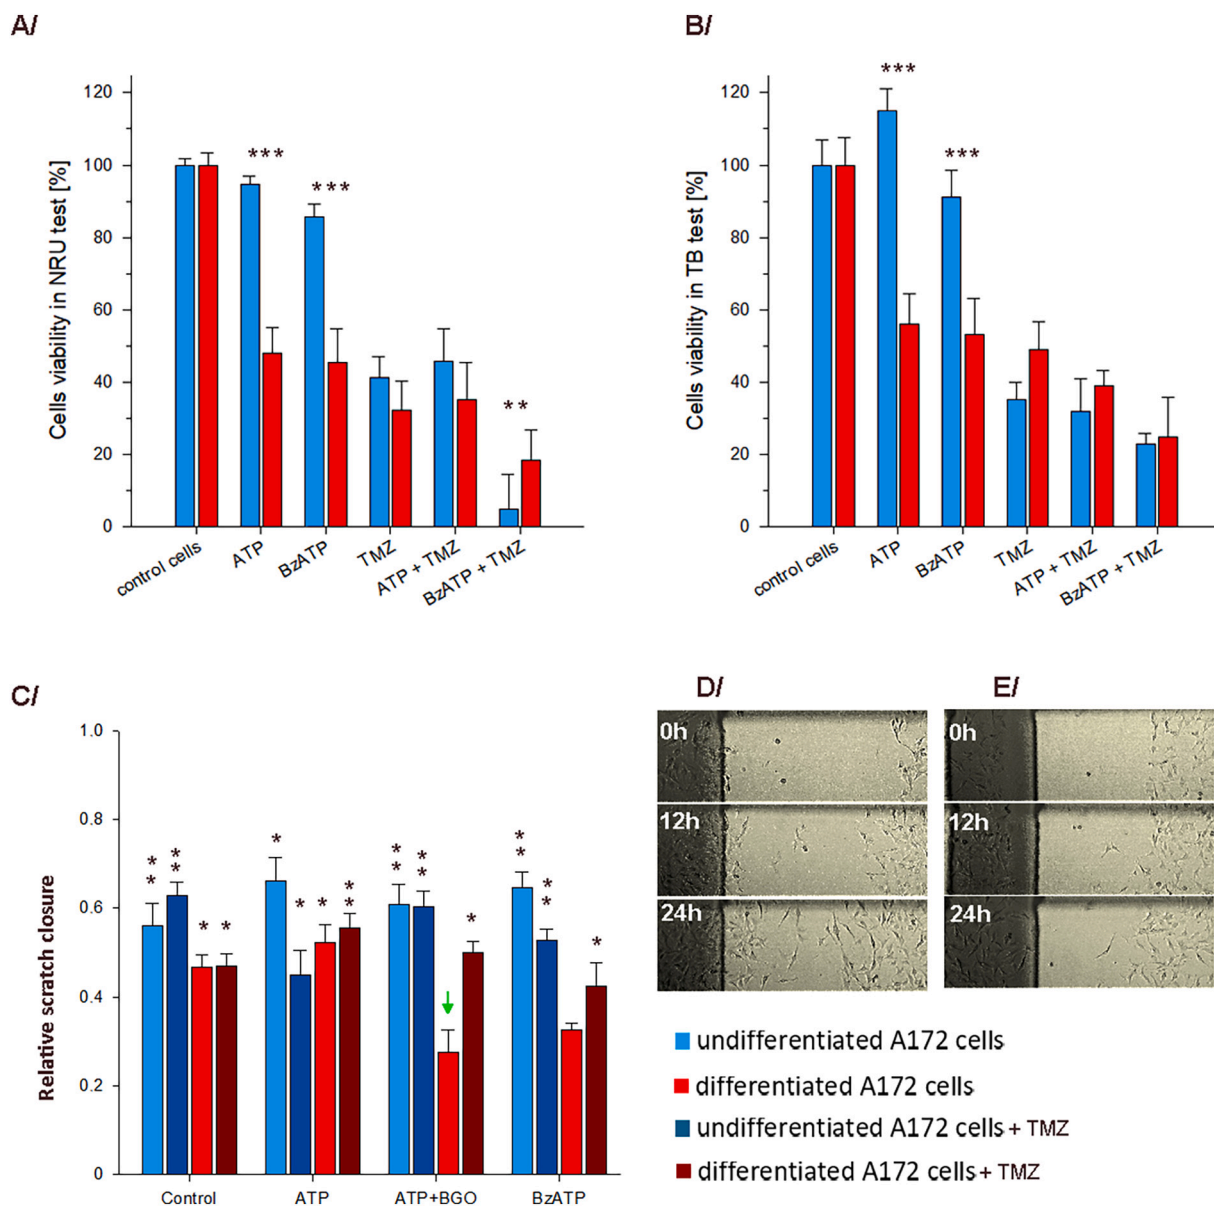 A/
Cells viability in NRU test [%]
120
100
80
60
40
20
0
***
***
**
control cells
ATP
BzATP
TMZ
ATP + TMZ
BzATP + TMZ
B/
Cells viability in TB test [%]
120
100
80
60
40
20
0
***
***
control cells
ATP
BzATP
TMZ
ATP + TMZ
BzATP + TMZ
C/
Relative scratch closure
1.0
0.8
0.6
0.4
0.2
0
**
**
*
*
*
*
*
**
**
**
*
**
**
*
Control
ATP
ATP+BGO
BzATP
D/
0h
12h
24h
E/
0h
12h
24h
undifferentiated A172 cells
differentiated A172 cells
undifferentiated A172 cells + TMZ
differentiated A172 cells + TMZ